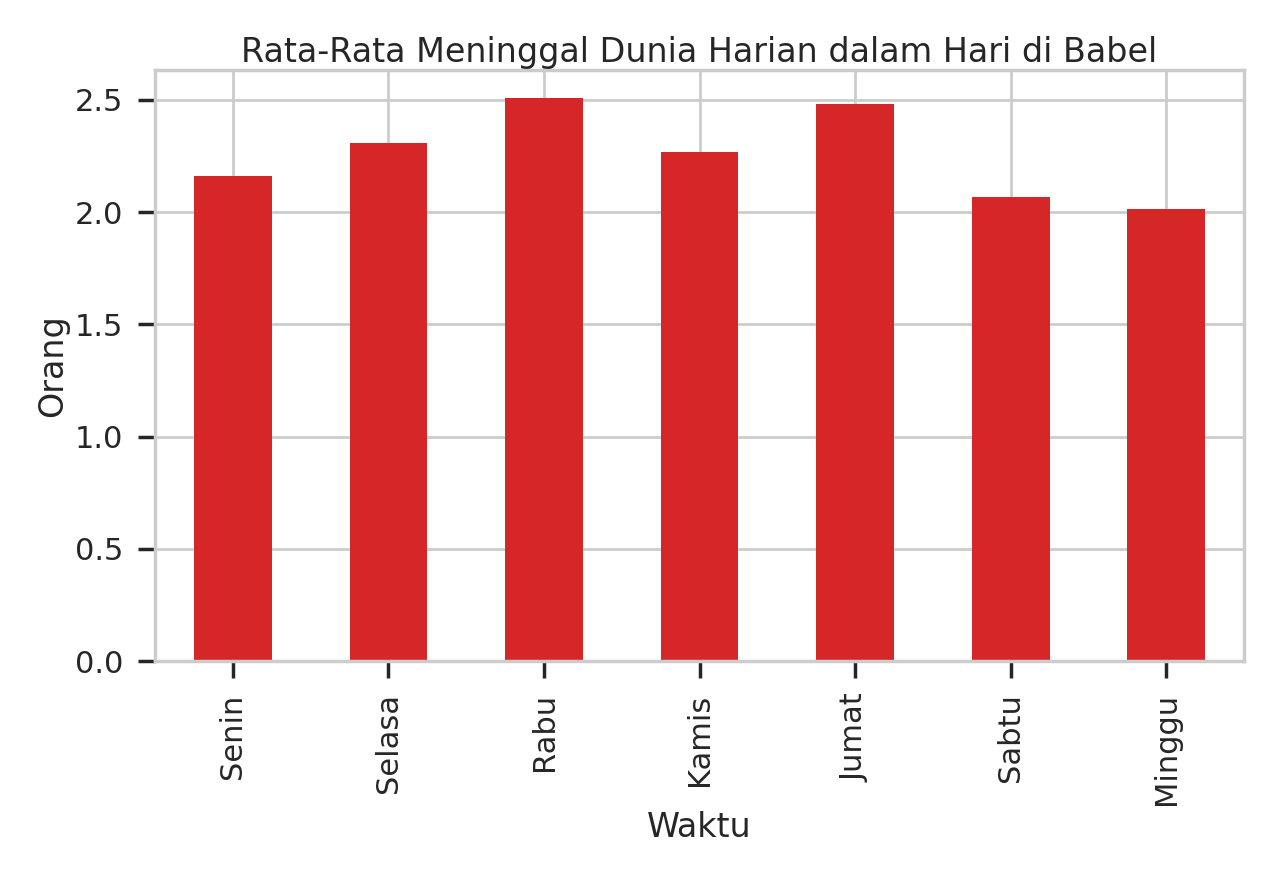 Rata-Rata Meninggal Dunia Harian dalam Hari di Babel
2.5
2.0
1.5
1.0
0.5
0.0
Orang
Senin
Selasa
Rabu
Kamis
Jumat
Sabtu
Minggu
Waktu